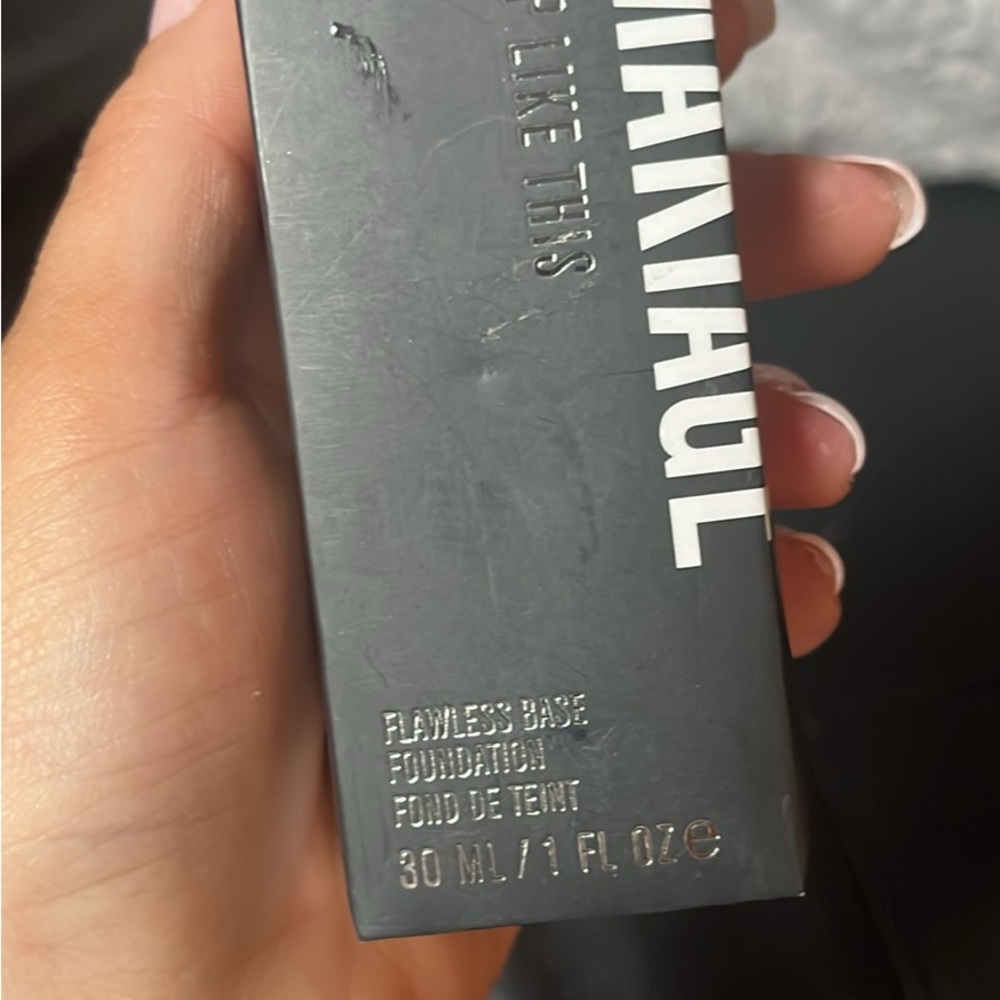 LIKE THIS
FLAWLESS BASE
FOUNDATION
FOND DE TEINT
30 ML / 1 FL OZ e